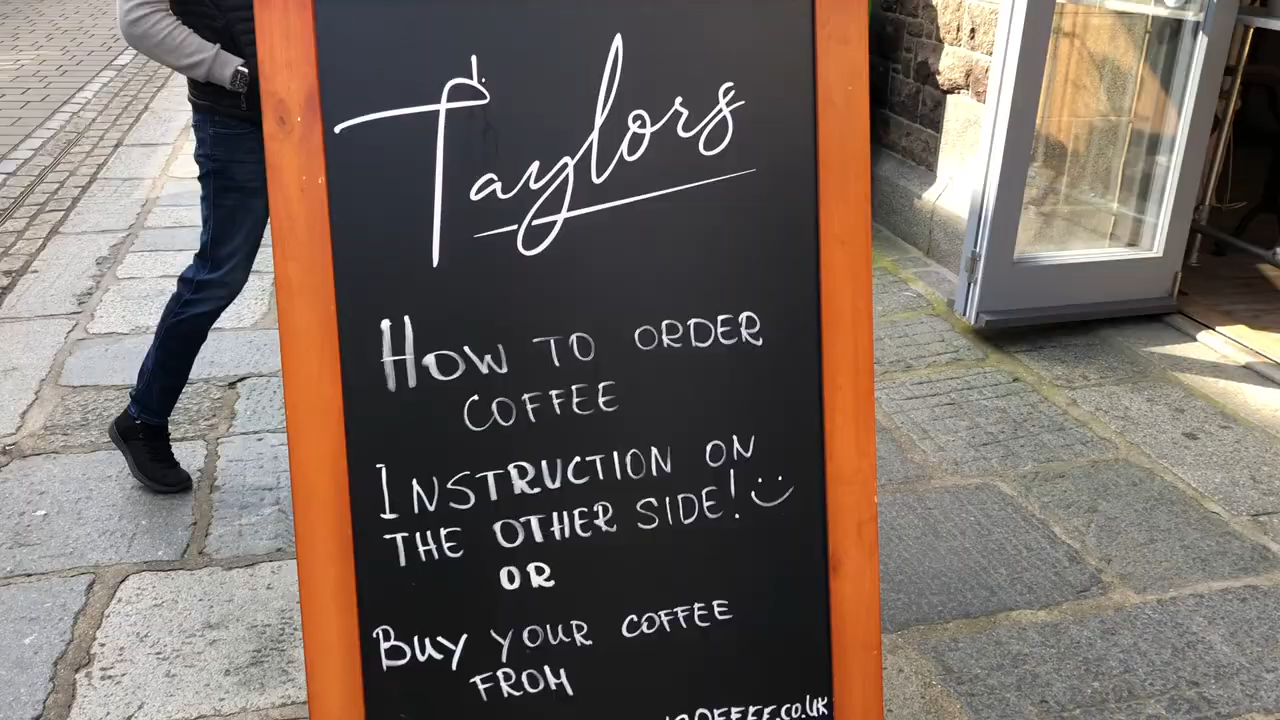 Taylors
HOW TO ORDER
COFFEE
INSTRUCTION ON
THE OTHER SIDE!
OR
BUY YOUR COFFEE
FROM